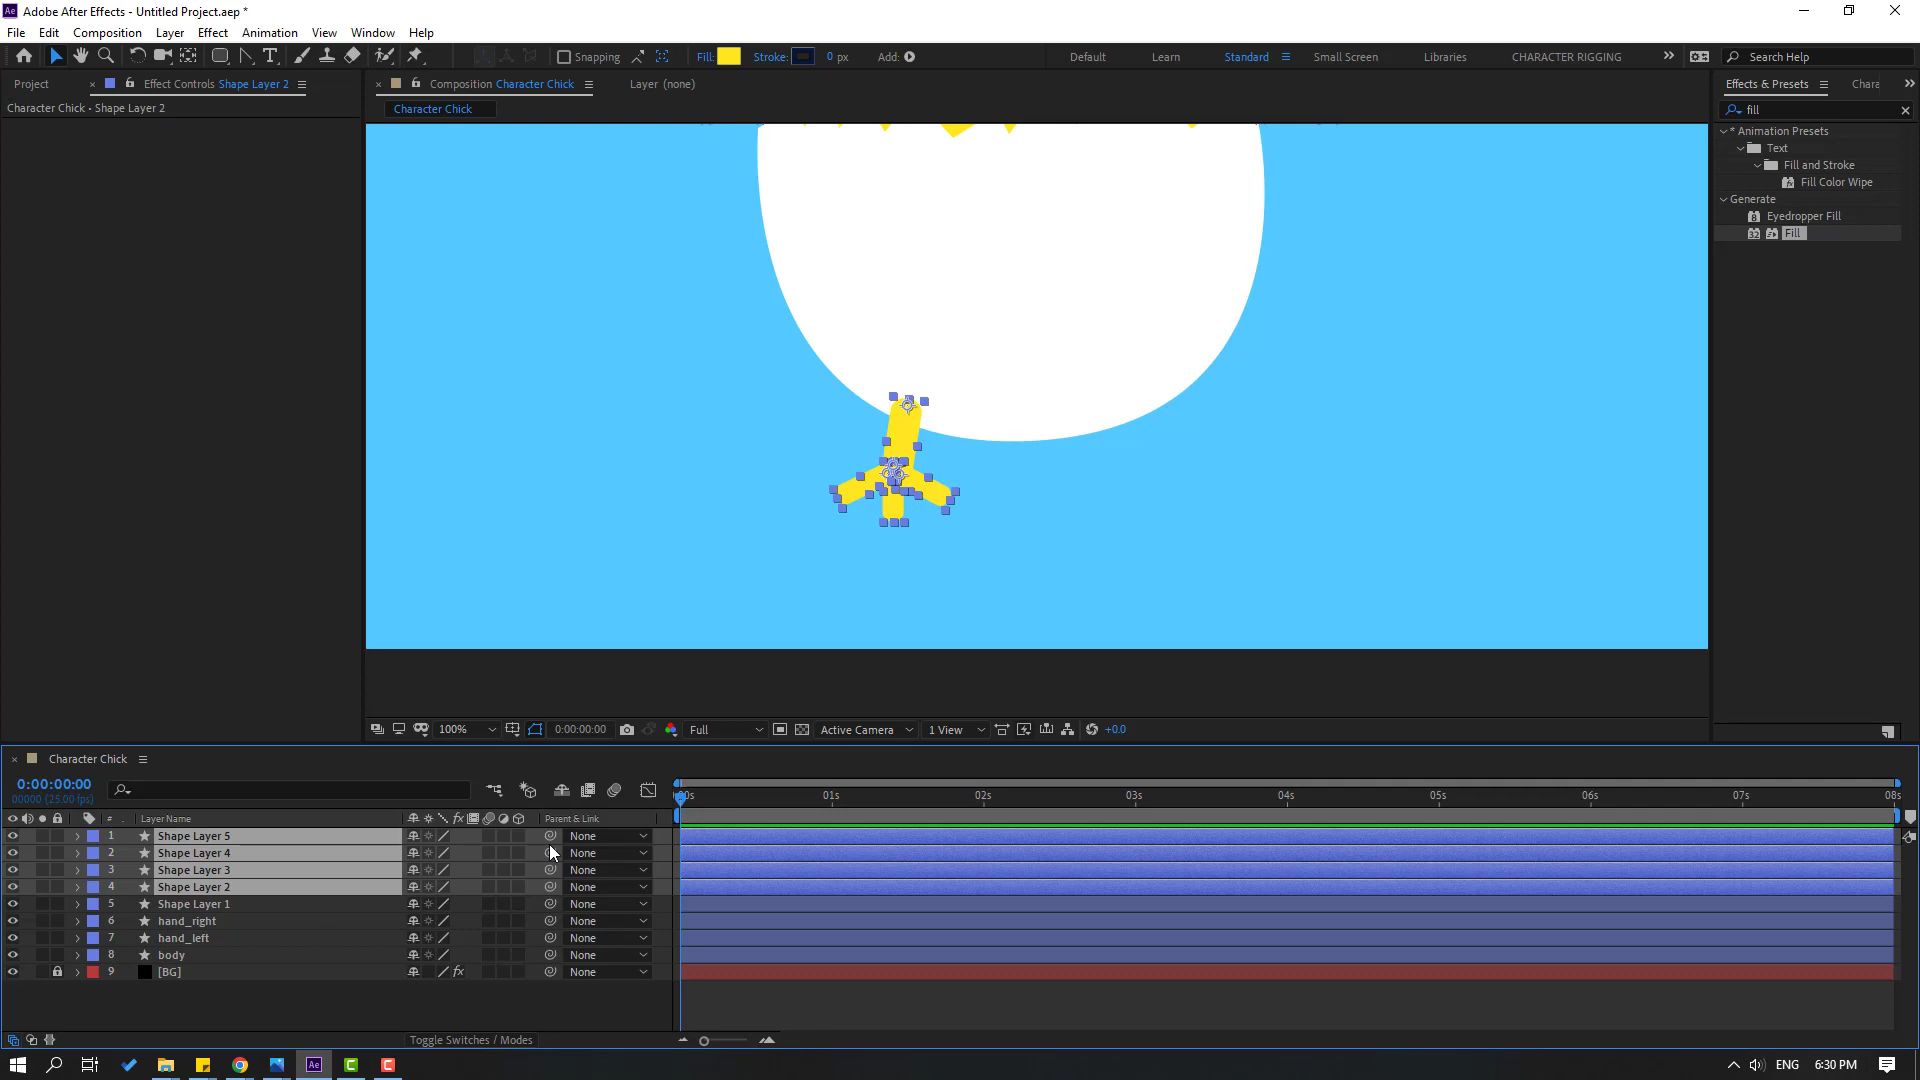 Adobe After Effects - Untitled Project.aep *
File Edit Composition Layer Effect Animation View Window Help
Snapping Fill: Stroke: 0 px Add: Default Learn Standard Small Screen Libraries CHARACTER RIGGING Search Help
Project Effect Controls Shape Layer 2 Composition Character Chick Layer (none) Effects & Presets Chara
Character Chick • Shape Layer 2
Character Chick
fill
* Animation Presets
Text
Fill and Stroke
Fill Color Wipe
Generate
Eyedropper Fill
Fill
100% 0:00:00:00 Full Active Camera 1 View +0.0
Character Chick
0:00:00:00
00000 (25.00 fps)
00s 01s 02s 03s 04s 05s 06s 07s 08s
# Layer Name Parent & Link
1 Shape Layer 5 None
2 Shape Layer 4 None
3 Shape Layer 3 None
4 Shape Layer 2 None
5 Shape Layer 1 None
6 hand_right None
7 hand_left None
8 body None
9 [BG] None
Toggle Switches / Modes
ENG 6:30 PM